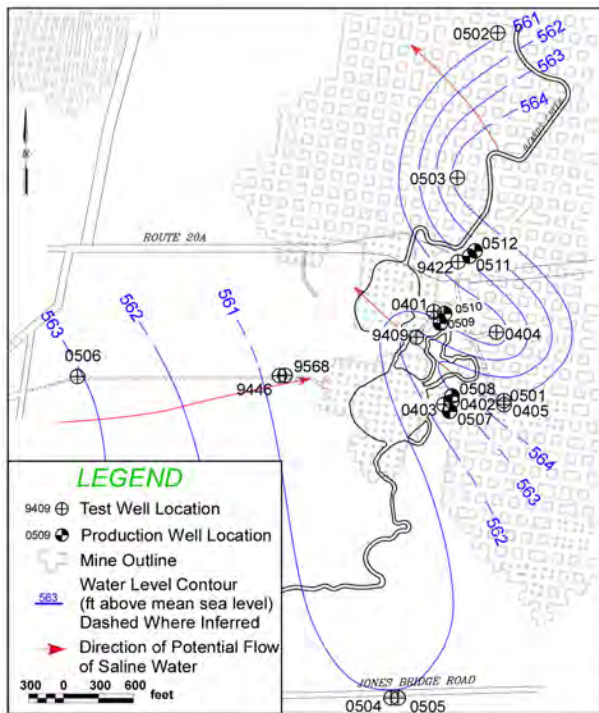 561
0502
562
563
564
BEARDS CREEK
N
0503
ROUTE 20A
0512
0511
9422
0401
0510
0509
9409
0404
563
562
561
0506
9568
9446
0508
0501
0403
0402
0405
0507
564
563
562
LEGEND
9409 Test Well Location
0509 Production Well Location
Mine Outline
563 Water Level Contour
(ft above mean sea level)
Dashed Where Inferred
Direction of Potential Flow
of Saline Water
300 0 300 600 feet
JONES BRIDGE ROAD
0504 0505